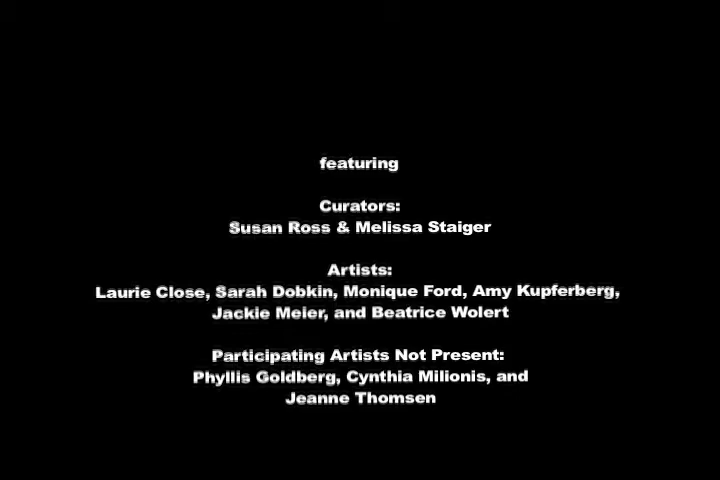 featuring
Curators:
Susan Ross & Melissa Staiger
Artists:
Laurie Close, Sarah Dobkin, Monique Ford, Amy Kupferberg,
Jackie Meier, and Beatrice Wolert
Participating Artists Not Present:
Phyllis Goldberg, Cynthia Milionis, and
Jeanne Thomsen